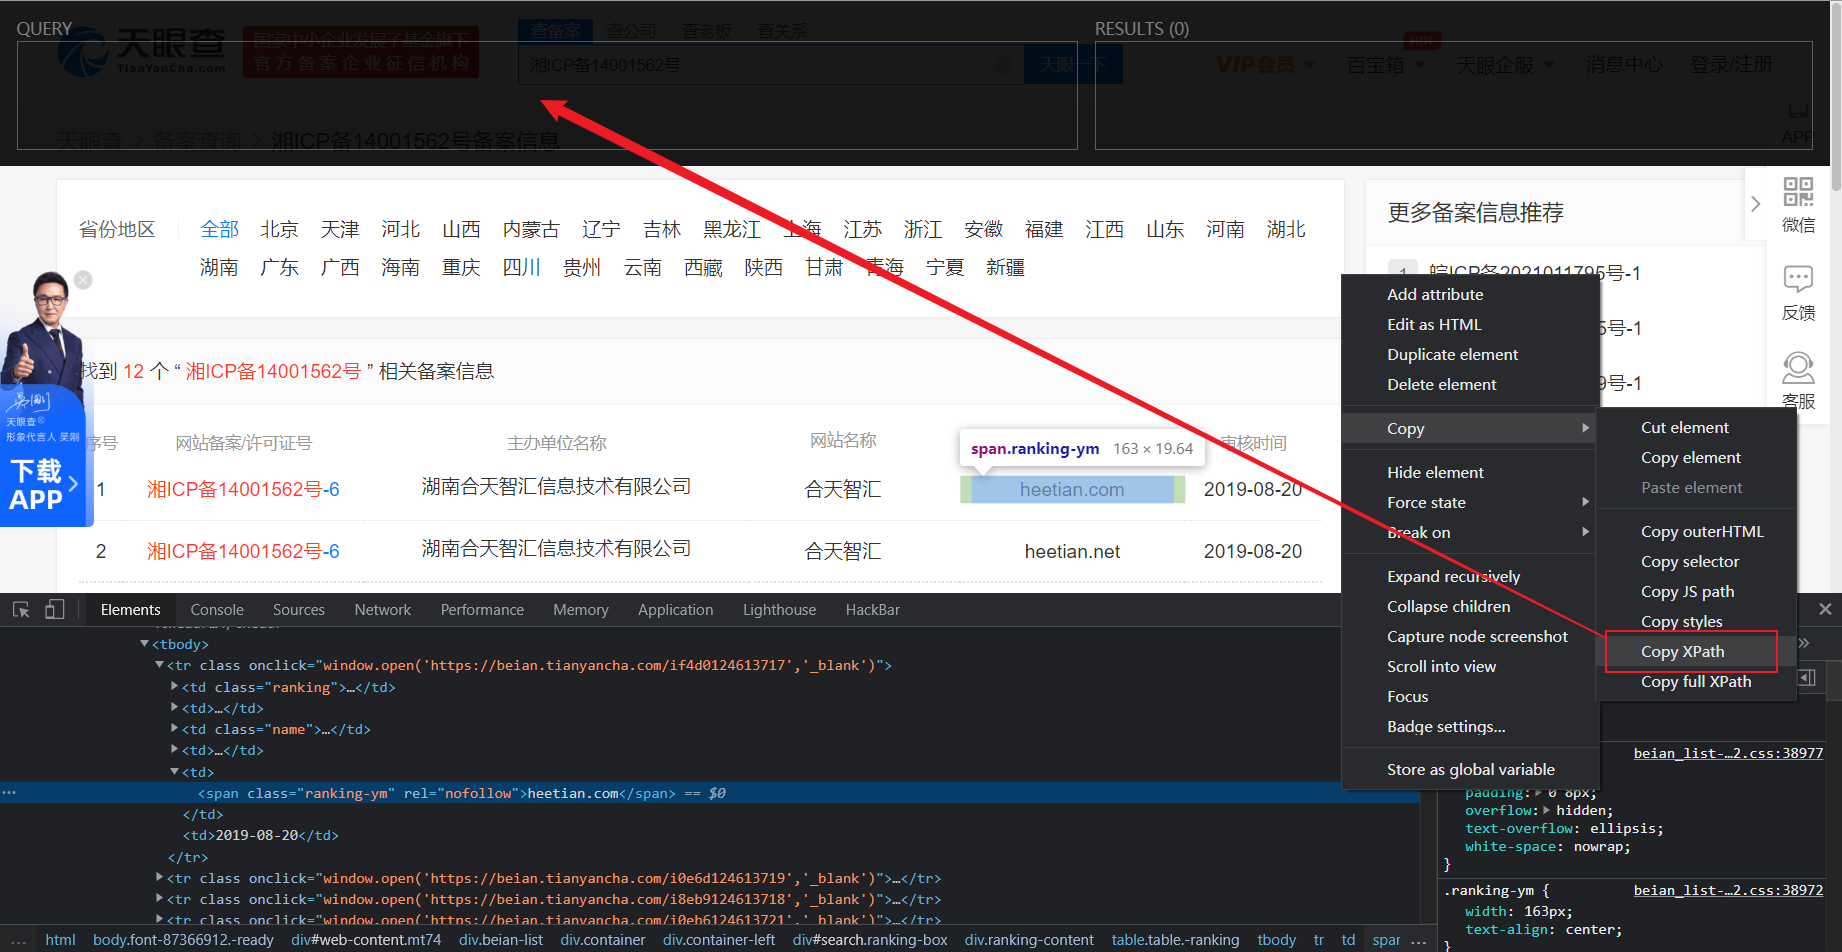 QUERY
RESULTS (0)
天眼查
TianYanCha.com
国家中小企业发展子基金旗下
官方备案企业征信机构
查备案 查公司 查老板 查关系
湘ICP备14001562号
天眼一下
VIP会员 百宝箱 天眼企服 消息中心 登录/注册
HOT
天眼查 > 备案查询 > 湘ICP备14001562号备案信息
APP
省份地区 全部 北京 天津 河北 山西 内蒙古 辽宁 吉林 黑龙江 上海 江苏 浙江 安徽 福建 江西 山东 河南 湖北
湖南 广东 广西 海南 重庆 四川 贵州 云南 西藏 陕西 甘肃 青海 宁夏 新疆
更多备案信息推荐
1 皖ICP备2021011795号-1
5号-1
9号-1
微信
反馈
客服
找到 12 个 “ 湘ICP备14001562号 ” 相关备案信息
序号 网站备案/许可证号 主办单位名称 网站名称 审核时间
span.ranking-ym 163 × 19.64
1 湘ICP备14001562号-6 湖南合天智汇信息技术有限公司 合天智汇 heetian.com 2019-08-20
2 湘ICP备14001562号-6 湖南合天智汇信息技术有限公司 合天智汇 heetian.net 2019-08-20
天眼查®
形象代言人 吴刚
下载
APP
Add attribute
Edit as HTML
Duplicate element
Delete element
Copy
Hide element
Force state
Break on
Expand recursively
Collapse children
Capture node screenshot
Scroll into view
Focus
Badge settings...
Store as global variable
Cut element
Copy element
Paste element
Copy outerHTML
Copy selector
Copy JS path
Copy styles
Copy XPath
Copy full XPath
Elements Console Sources Network Performance Memory Application Lighthouse HackBar
<tbody>
<tr class onclick="window.open('https://beian.tianyancha.com/if4d0124613717','_blank')">
<td class="ranking">…</td>
<td>…</td>
<td class="name">…</td>
<td>…</td>
<td>
<span class="ranking-ym" rel="nofollow">heetian.com</span> == $0
</td>
<td>2019-08-20</td>
</tr>
<tr class onclick="window.open('https://beian.tianyancha.com/i0e6d124613719','_blank')">…</tr>
<tr class onclick="window.open('https://beian.tianyancha.com/i8eb9124613718','_blank')">…</tr>
<tr class onclick="window.open('https://beian.tianyancha.com/i0eb6124613721','_blank')">…</tr>
beian_list-…2.css:38977
padding: 0 8px;
overflow: hidden;
text-overflow: ellipsis;
white-space: nowrap;
}
.ranking-ym {
beian_list-…2.css:38972
width: 163px;
text-align: center;
}
... html body.font-87366912.-ready div#web-content.mt74 div.beian-list div.container div.container-left div#search.ranking-box div.ranking-content table.table.-ranking tbody tr td spar ...